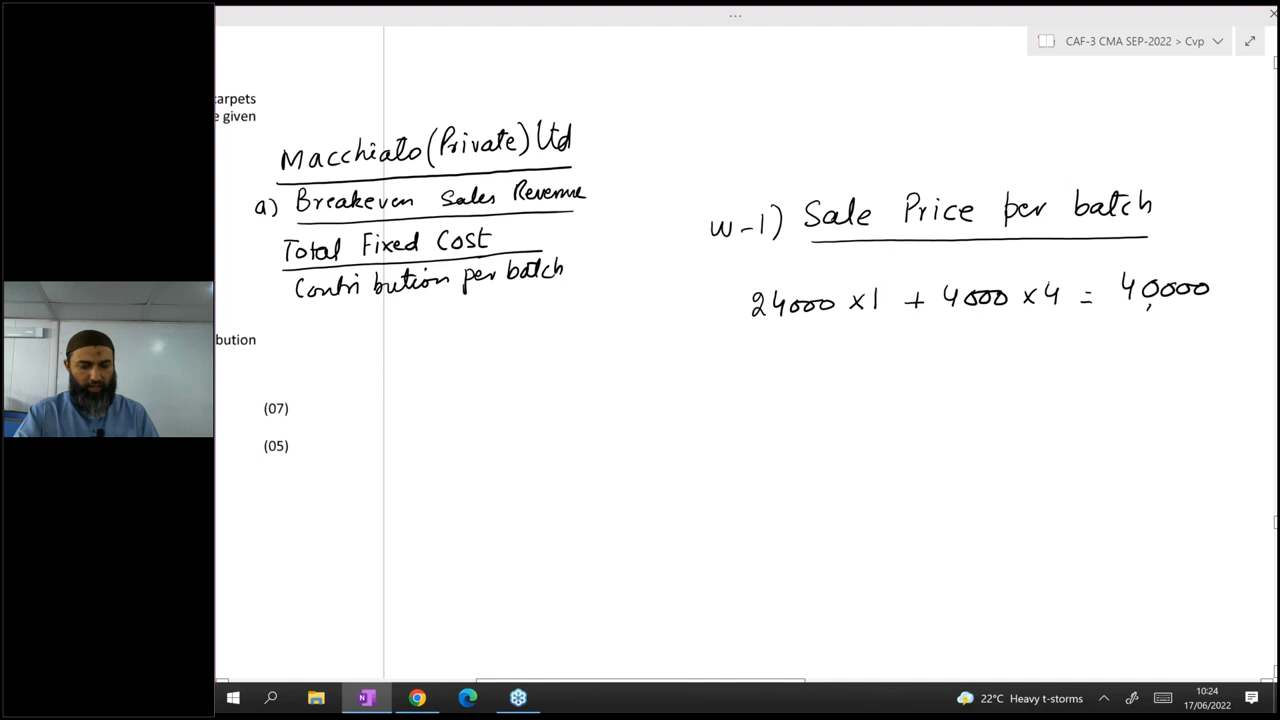 ...
CAF-3 CMA SEP-2022 > Cvp
carpets
e given
Macchiato (Private) Ltd
a) Breakeven Sales Revenue
Total Fixed Cost
Contribution per batch
w-1) Sale Price per batch
24000 x 1 + 4000 x 4 = 40,000
bution
(07)
(05)
22°C Heavy t-storms
10:24
17/06/2022